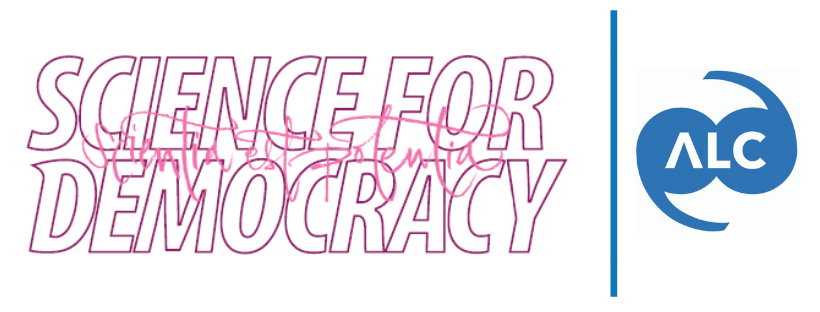 SCIENCE FOR
scientia est potentia
DEMOCRACY
ALC